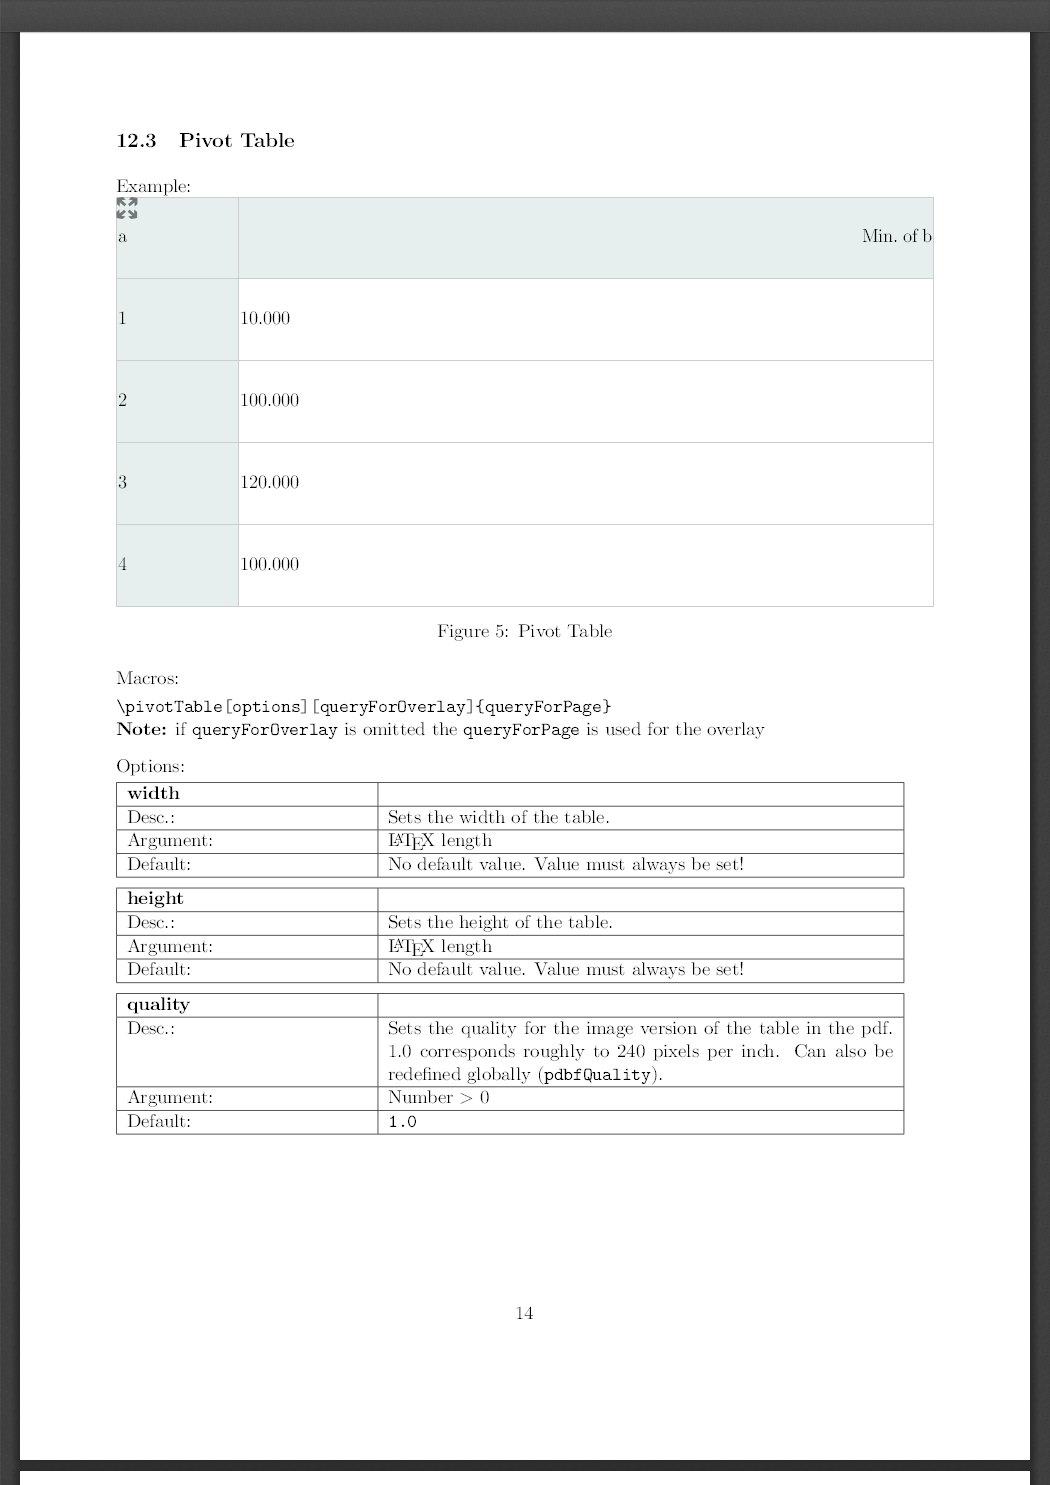 12.3 Pivot Table
Example:
a Min. of b
1 10.000
2 100.000
3 120.000
4 100.000
Figure 5: Pivot Table
Macros:
\pivotTable[options][queryForOverlay]{queryForPage}
Note: if queryForOverlay is omitted the queryForPage is used for the overlay
Options:
width
Desc.: Sets the width of the table.
Argument: LATEX length
Default: No default value. Value must always be set!
height
Desc.: Sets the height of the table.
Argument: LATEX length
Default: No default value. Value must always be set!
quality
Desc.: Sets the quality for the image version of the table in the pdf.
1.0 corresponds roughly to 240 pixels per inch. Can also be
redefined globally (pdbfQuality).
Argument: Number > 0
Default: 1.0
14